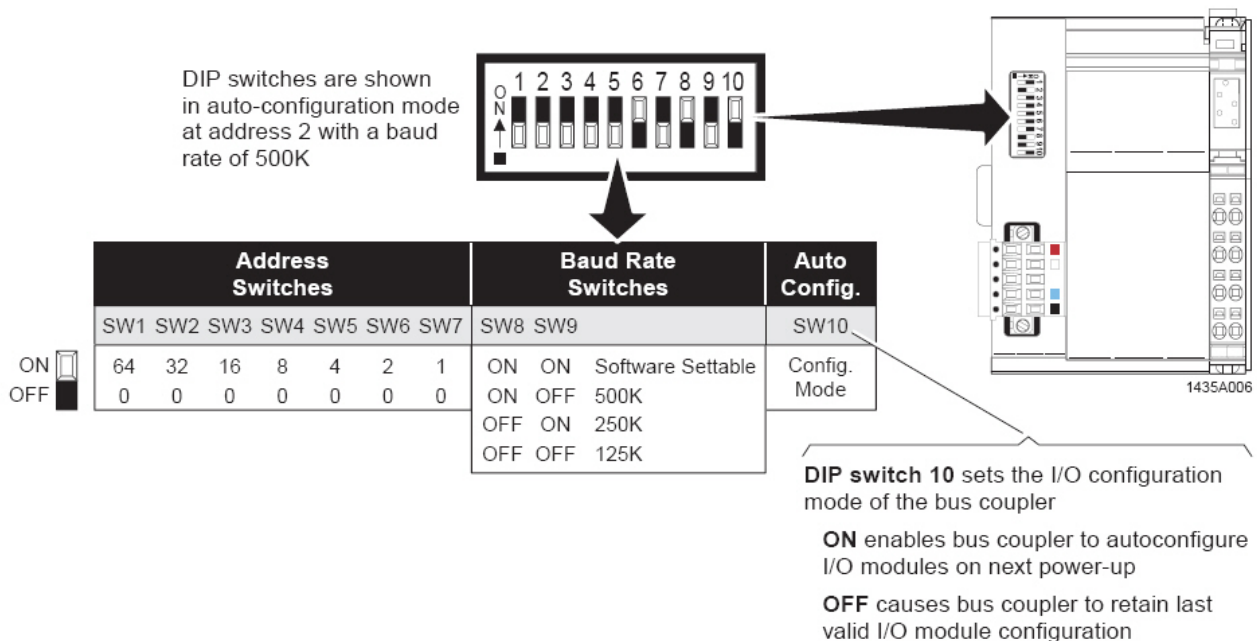 DIP switches are shown
in auto-configuration mode
at address 2 with a baud
rate of 500K
ON
1 2 3 4 5 6 7 8 9 10
Address
Switches
Baud Rate
Switches
Auto
Config.
SW1 SW2 SW3 SW4 SW5 SW6 SW7 SW8 SW9 SW10
ON 64 32 16 8 4 2 1 ON ON Software Settable Config.
OFF 0 0 0 0 0 0 0 ON OFF 500K Mode
OFF ON 250K
OFF OFF 125K
1435A006
DIP switch 10 sets the I/O configuration
mode of the bus coupler
ON enables bus coupler to autoconfigure
I/O modules on next power-up
OFF causes bus coupler to retain last
valid I/O module configuration